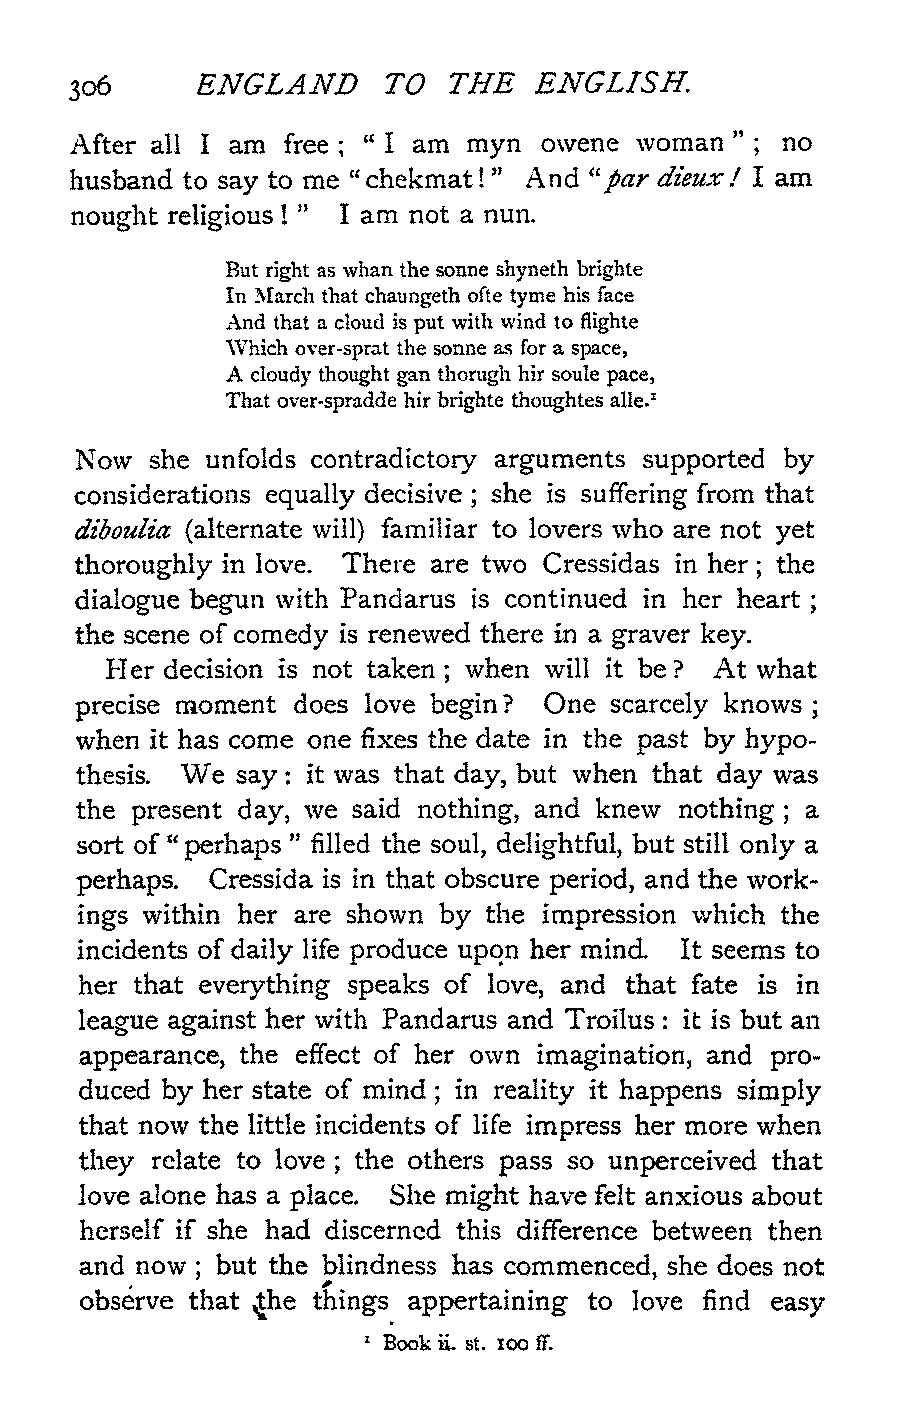 306 ENGLAND TO THE ENGLISH.
After all I am free ; " I am myn owene woman " ; no
husband to say to me " chekmat ! " And " par dieux ! I am
nought religious ! " I am not a nun.
But right as whan the sonne shyneth brighte
In March that chaungeth ofte tyme his face
And that a cloud is put with wind to flighte
Which over-sprat the sonne as for a space,
A cloudy thought gan thorugh hir soule pace,
That over-spradde hir brighte thoughtes alle.¹
Now she unfolds contradictory arguments supported by
considerations equally decisive ; she is suffering from that
diboulia (alternate will) familiar to lovers who are not yet
thoroughly in love. There are two Cressidas in her ; the
dialogue begun with Pandarus is continued in her heart ;
the scene of comedy is renewed there in a graver key.
Her decision is not taken ; when will it be ? At what
precise moment does love begin ? One scarcely knows ;
when it has come one fixes the date in the past by hypo-
thesis. We say : it was that day, but when that day was
the present day, we said nothing, and knew nothing ; a
sort of " perhaps " filled the soul, delightful, but still only a
perhaps. Cressida is in that obscure period, and the work-
ings within her are shown by the impression which the
incidents of daily life produce upon her mind. It seems to
her that everything speaks of love, and that fate is in
league against her with Pandarus and Troilus : it is but an
appearance, the effect of her own imagination, and pro-
duced by her state of mind ; in reality it happens simply
that now the little incidents of life impress her more when
they relate to love ; the others pass so unperceived that
love alone has a place. She might have felt anxious about
herself if she had discerned this difference between then
and now ; but the blindness has commenced, she does not
observe that the things appertaining to love find easy
¹ Book ii. st. 100 ff.